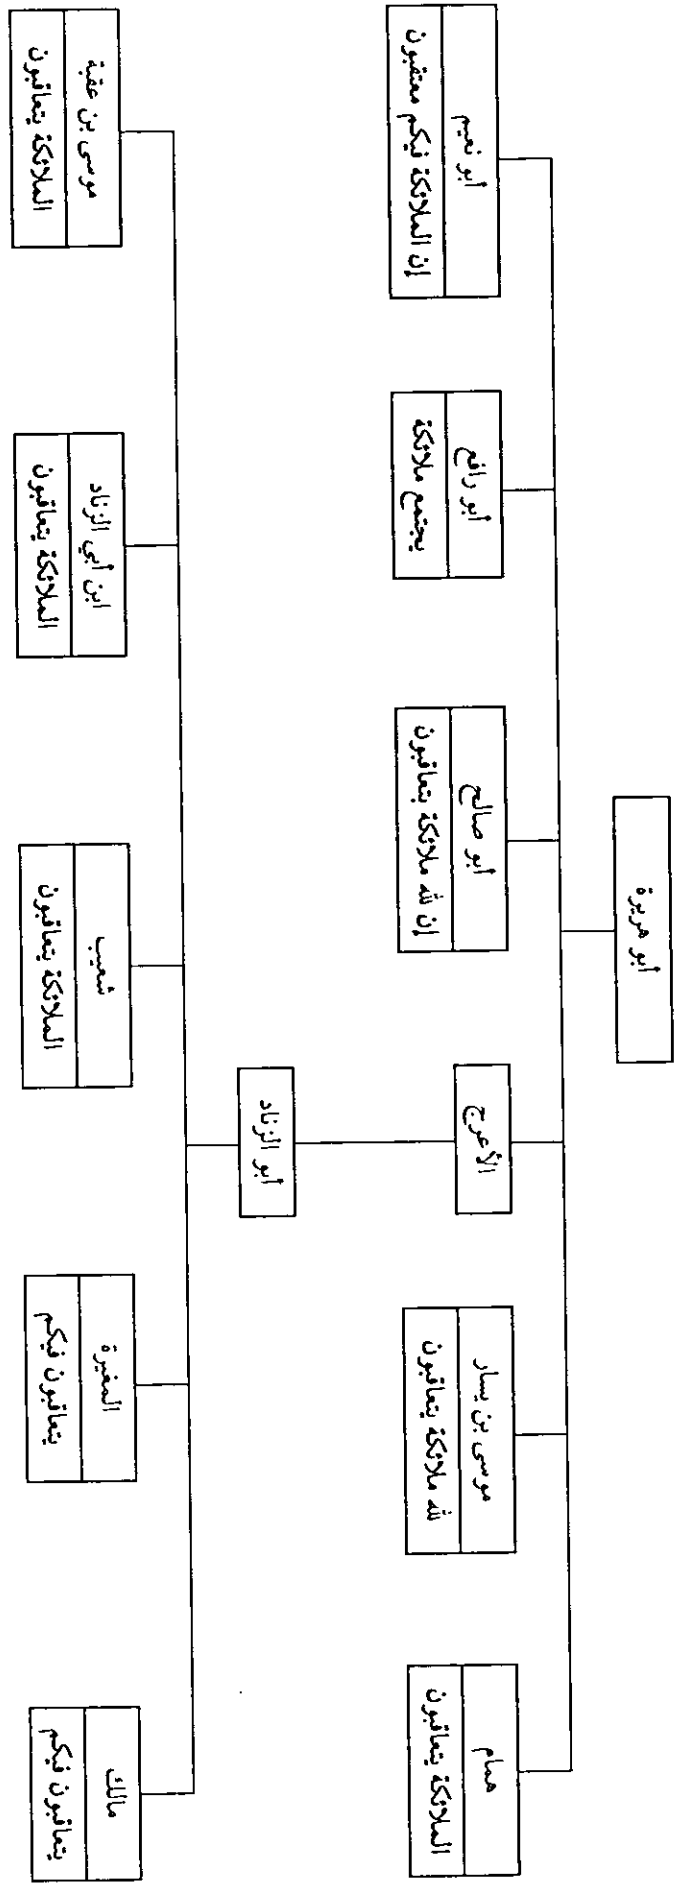 أبو هريرة
همام
الملائكة يتعاقبون
موسى بن يسار
لله ملائكة يتعاقبون
الأعرج
أبو صالح
إن لله ملائكة يتعاقبون
أبو رافع
يجتمع ملائكة
أبو نعيم
إن الملائكة فيكم معتقبون
أبو الزناد
مالك
يتعاقبون فيكم
المغيرة
يتعاقبون فيكم
شعيب
الملائكة يتعاقبون
ابن أبي الزناد
الملائكة يتعاقبون
موسى بن عقبة
الملائكة يتعاقبون